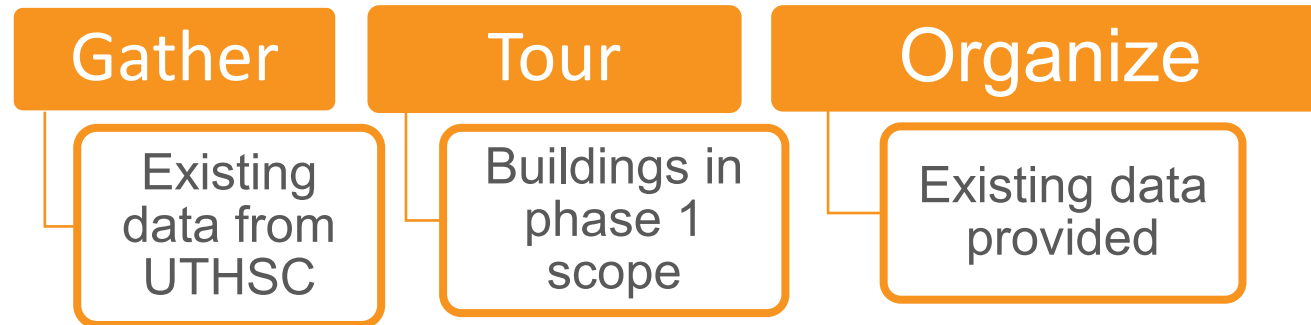 Gather
Existing
data from
UTHSC
Tour
Buildings in
phase 1
scope
Organize
Existing data
provided